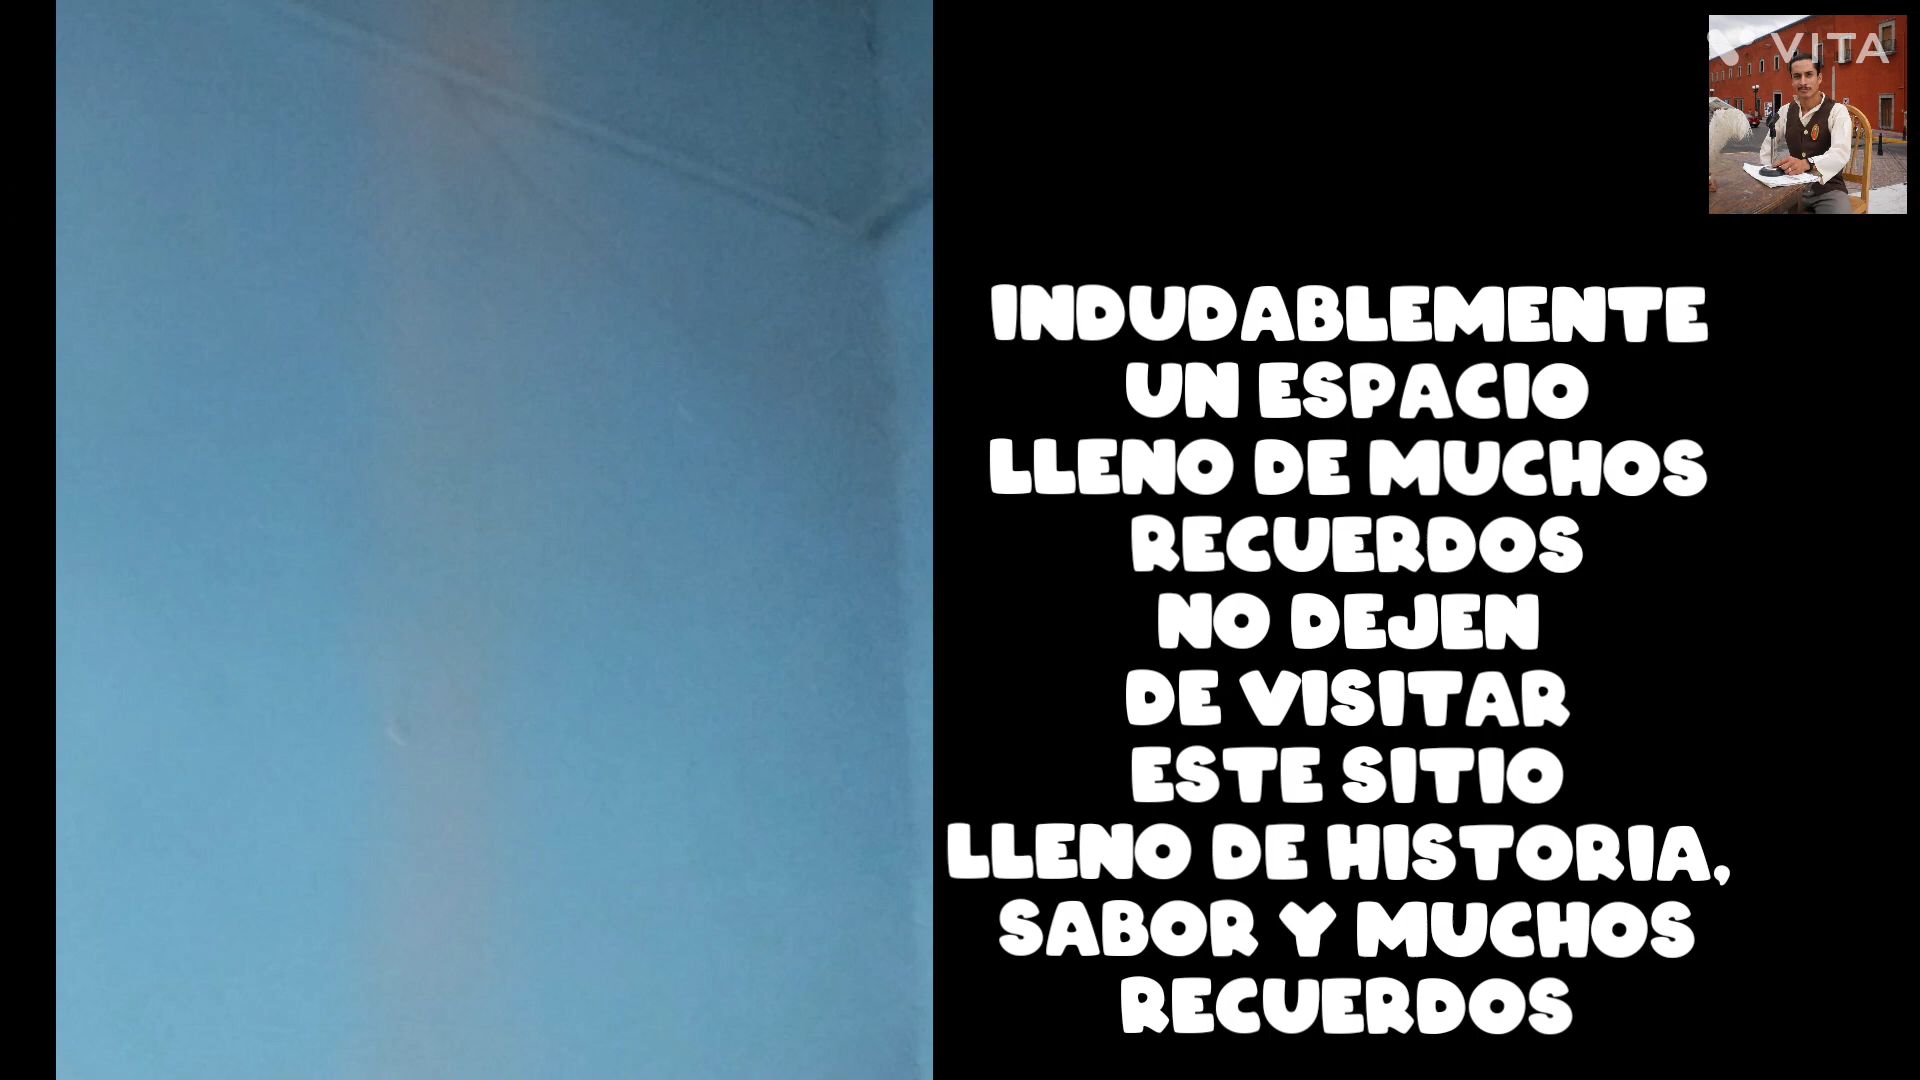 VITA
INDUDABLEMENTE
UN ESPACIO
LLENO DE MUCHOS
RECUERDOS
NO DEJEN
DE VISITAR
ESTE SITIO
LLENO DE HISTORIA,
SABOR Y MUCHOS
RECUERDOS